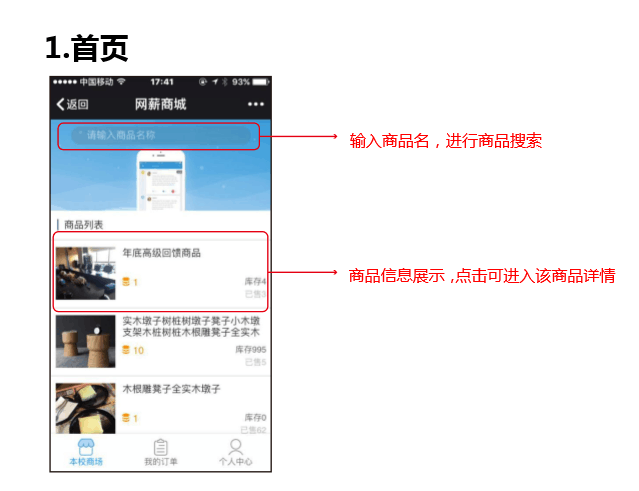 1.首页
中国移动 17:41 93%
返回 网薪商城
请输入商品名称
输入商品名，进行商品搜索
商品列表
年底高级回馈商品
1 库存4
已售3
商品信息展示，点击可进入该商品详情
实木墩子树桩树墩子凳子小木墩
支架木桩树桩木根雕凳子全实木
10 库存995
已售5
木根雕凳子全实木墩子
1 库存0
已售62
本校商场 我的订单 个人中心